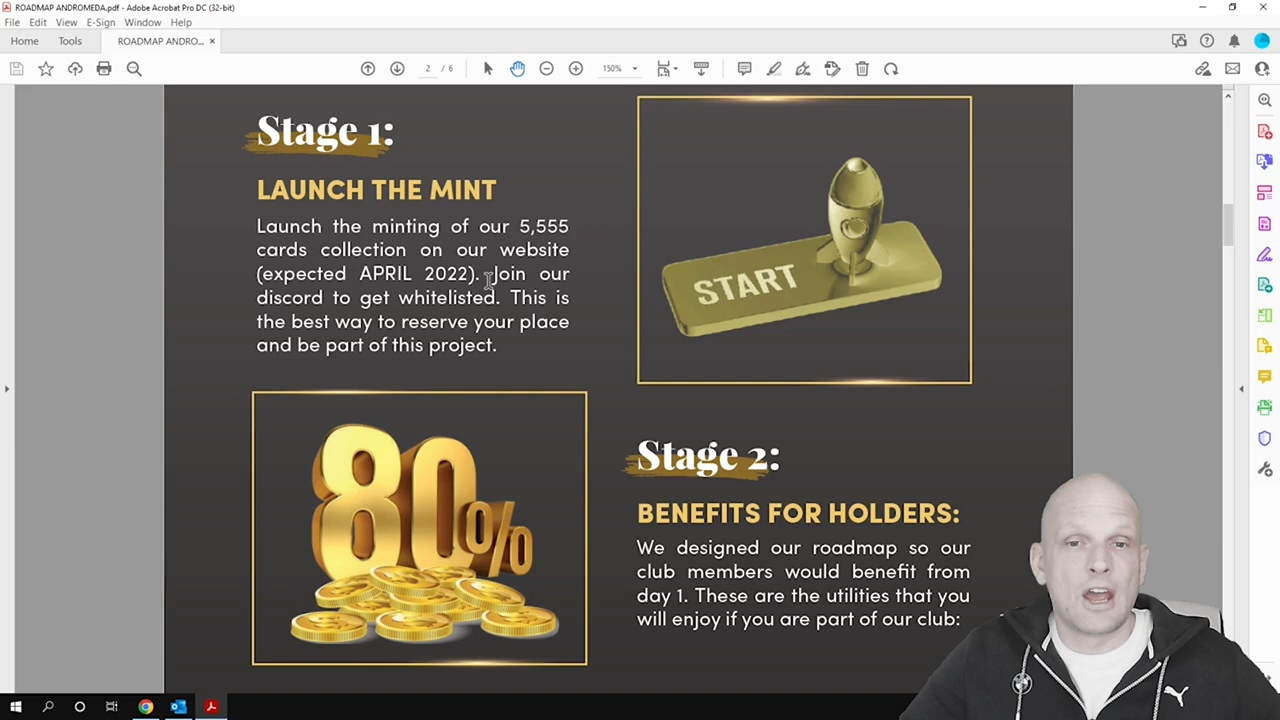 ROADMAP ANDROMEDA.pdf - Adobe Acrobat Pro DC (32-bit)
File Edit View E-Sign Window Help
Home Tools ROADMAP ANDRO... ×
2 / 6 150%
Stage 1:
LAUNCH THE MINT
Launch the minting of our 5,555
cards collection on our website
(expected APRIL 2022). Join our
discord to get whitelisted. This is
the best way to reserve your place
and be part of this project.
START
80%
Stage 2:
BENEFITS FOR HOLDERS:
We designed our roadmap so our
club members would benefit from
day 1. These are the utilities that you
will enjoy if you are part of our club: